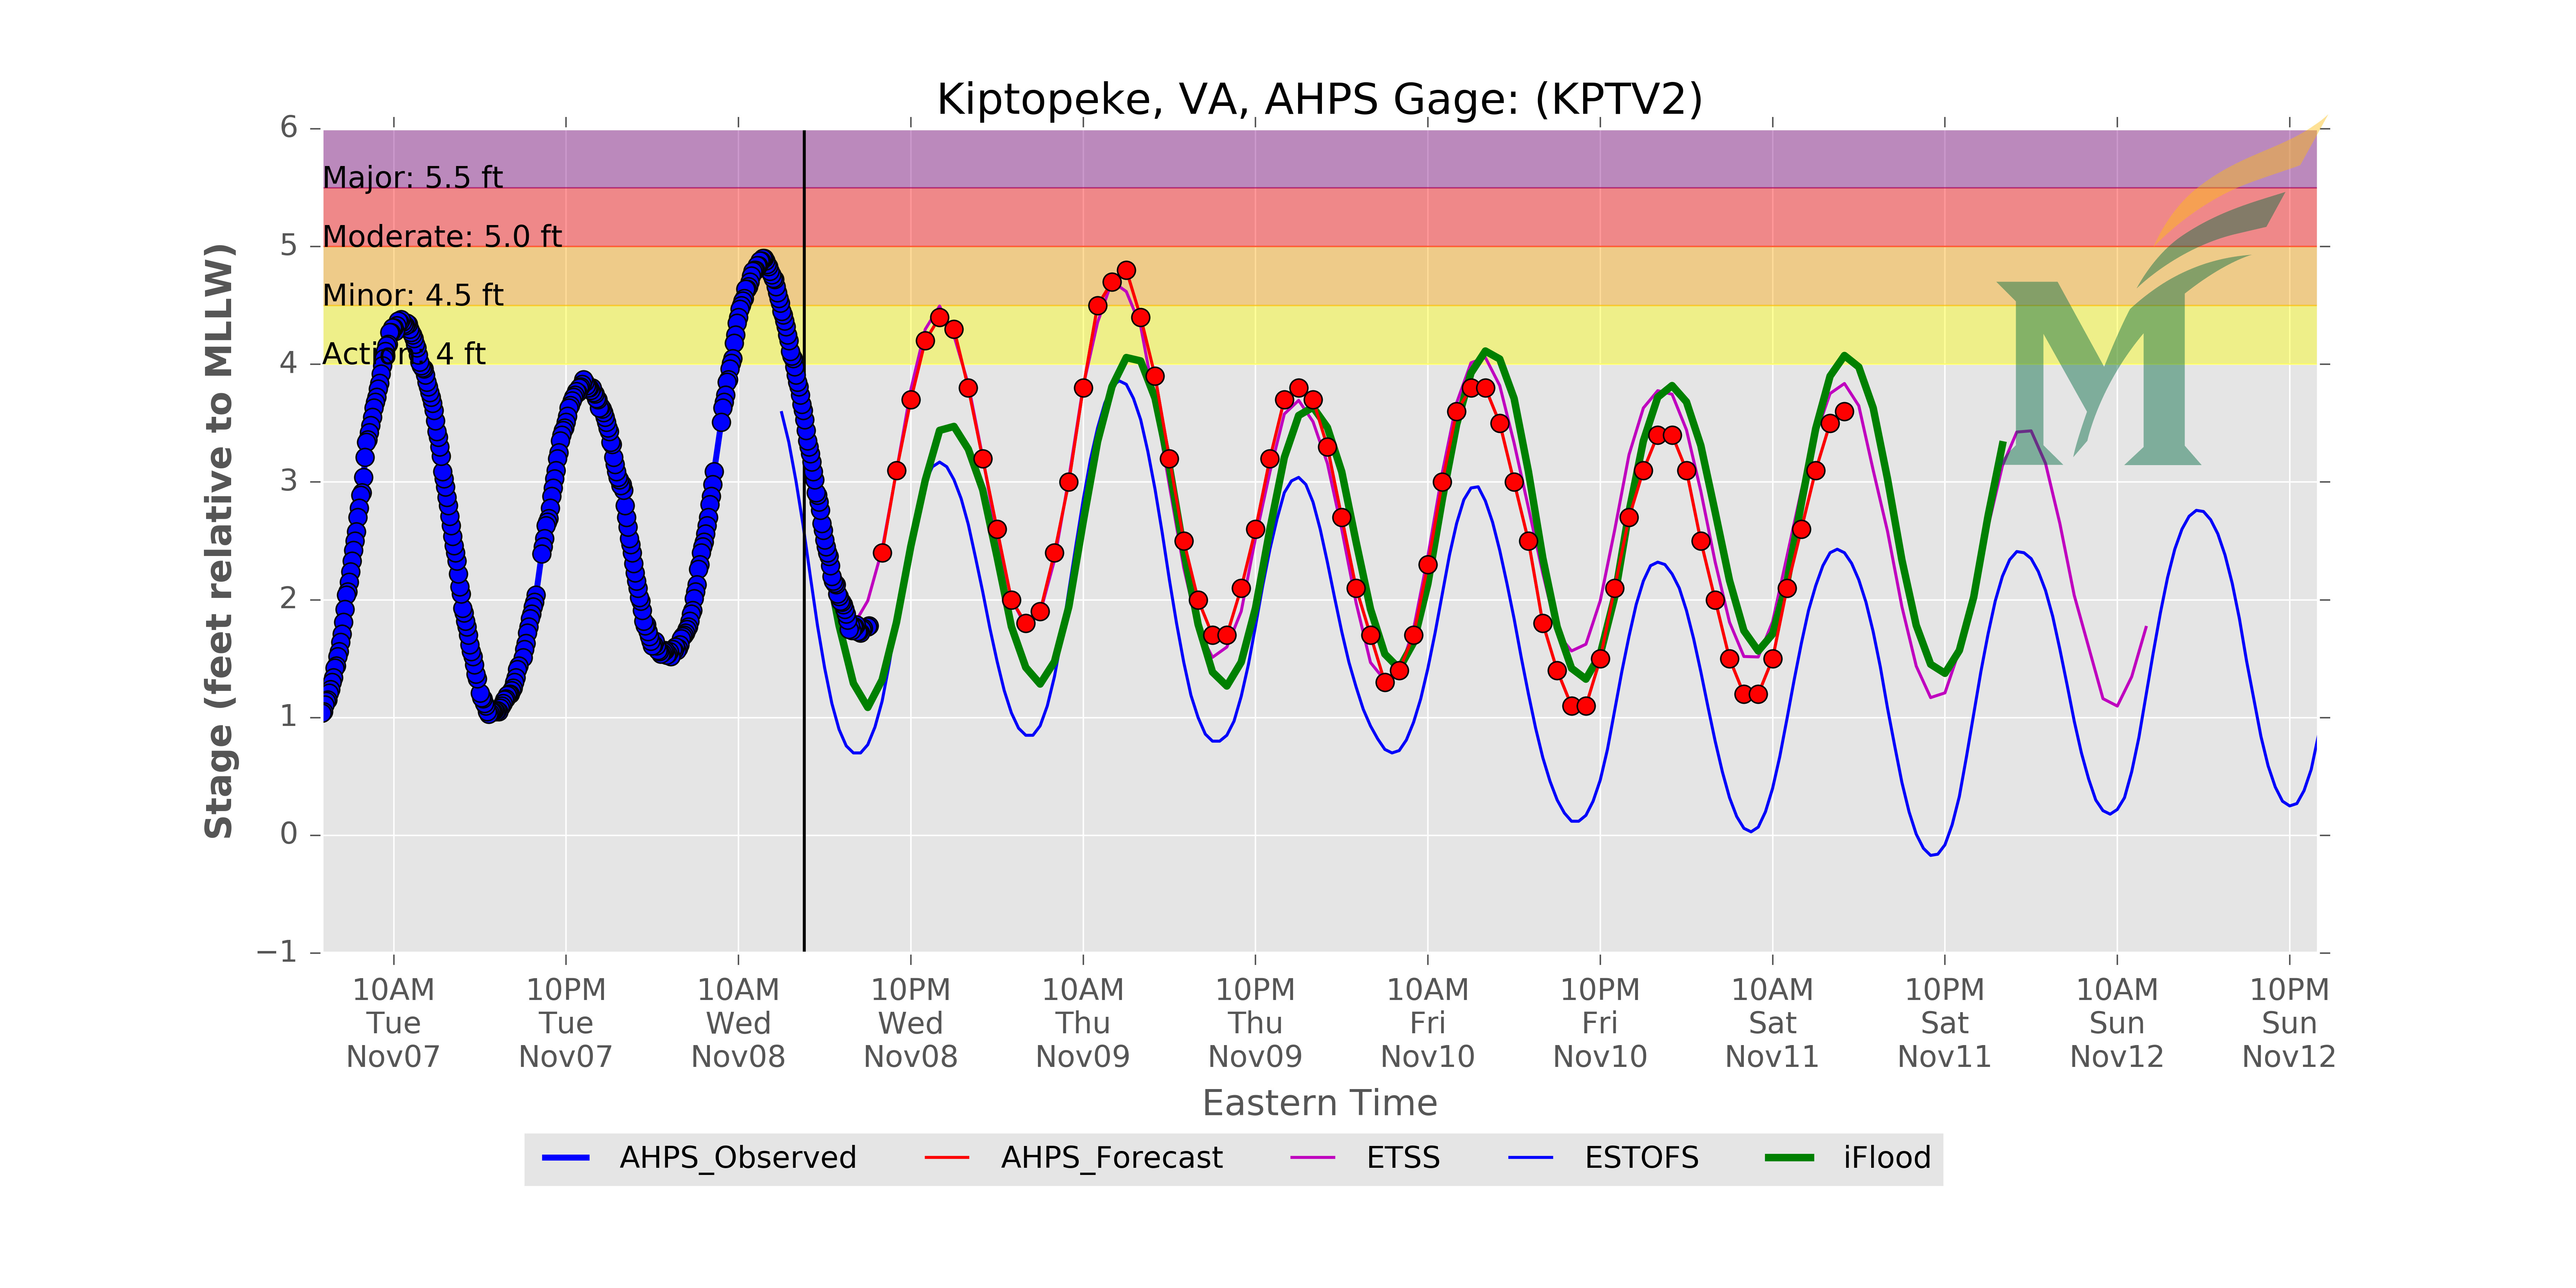 Kiptopeke, VA, AHPS Gage: (KPTV2)
Stage (feet relative to MLLW)
6
5
4
3
2
1
0
−1
Major: 5.5 ft
Moderate: 5.0 ft
Minor: 4.5 ft
Action: 4 ft
M
10AM
Tue
Nov07
10PM
Tue
Nov07
10AM
Wed
Nov08
10PM
Wed
Nov08
10AM
Thu
Nov09
10PM
Thu
Nov09
10AM
Fri
Nov10
10PM
Fri
Nov10
10AM
Sat
Nov11
10PM
Sat
Nov11
10AM
Sun
Nov12
10PM
Sun
Nov12
Eastern Time
AHPS_Observed
AHPS_Forecast
ETSS
ESTOFS
iFlood